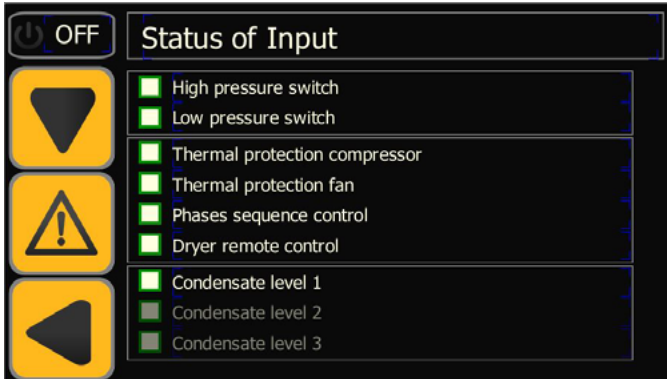 OFF
Status of Input
High pressure switch
Low pressure switch
Thermal protection compressor
Thermal protection fan
Phases sequence control
Dryer remote control
Condensate level 1
Condensate level 2
Condensate level 3